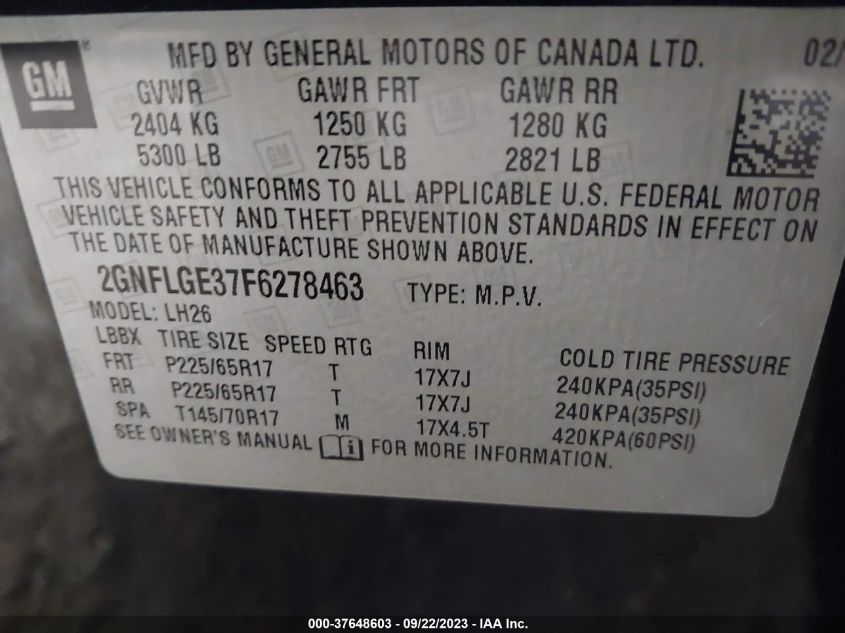 GM ® MFD BY GENERAL MOTORS OF CANADA LTD. 02/
GVWR GAWR FRT GAWR RR
2404 KG 1250 KG 1280 KG
5300 LB 2755 LB 2821 LB
THIS VEHICLE CONFORMS TO ALL APPLICABLE U.S. FEDERAL MOTOR
VEHICLE SAFETY AND THEFT PREVENTION STANDARDS IN EFFECT ON
THE DATE OF MANUFACTURE SHOWN ABOVE.
2GNFLGE37F6278463 TYPE: M.P.V.
MODEL: LH26
LBBX TIRE SIZE SPEED RTG RIM COLD TIRE PRESSURE
FRT P225/65R17 T 17X7J 240KPA(35PSI)
RR P225/65R17 T 17X7J 240KPA(35PSI)
SPA T145/70R17 M 17X4.5T 420KPA(60PSI)
SEE OWNER'S MANUAL i FOR MORE INFORMATION.
000-37648603 - 09/22/2023 - IAA Inc.